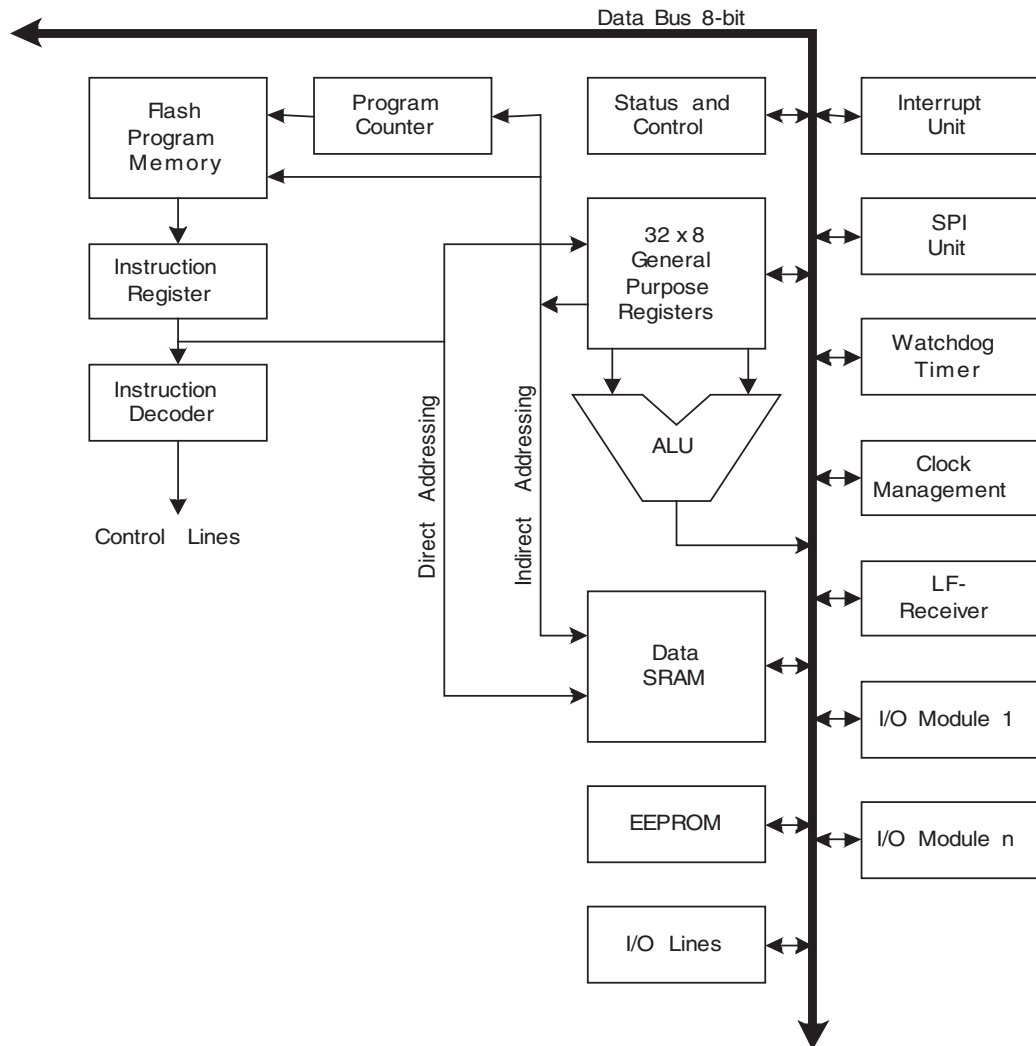 Data Bus 8-bit
Flash
Program
Memory
Program
Counter
Status and
Control
Interrupt
Unit
32 x 8
General
Purpose
Registers
SPI
Unit
Instruction
Register
Watchdog
Timer
Instruction
Decoder
ALU
Clock
Management
Control Lines
Direct Addressing
Indirect Addressing
LF-
Receiver
Data
SRAM
I/O Module 1
EEPROM
I/O Module n
I/O Lines